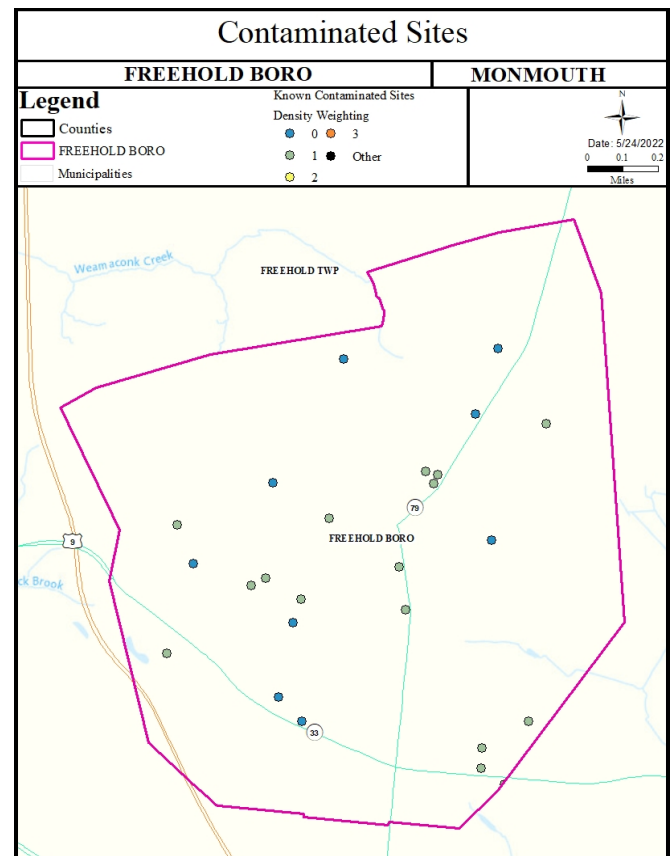 Contaminated Sites
FREEHOLD BORO
MONMOUTH
Legend
Counties
FREEHOLD BORO
Municipalities
Known Contaminated Sites
Density Weighting
0 3
1 Other
2
N
Date: 5/24/2022
0 0.1 0.2
Miles
Weamaconk Creek
FREEHOLD TWP
79
9
FREEHOLD BORO
ck Brook
33